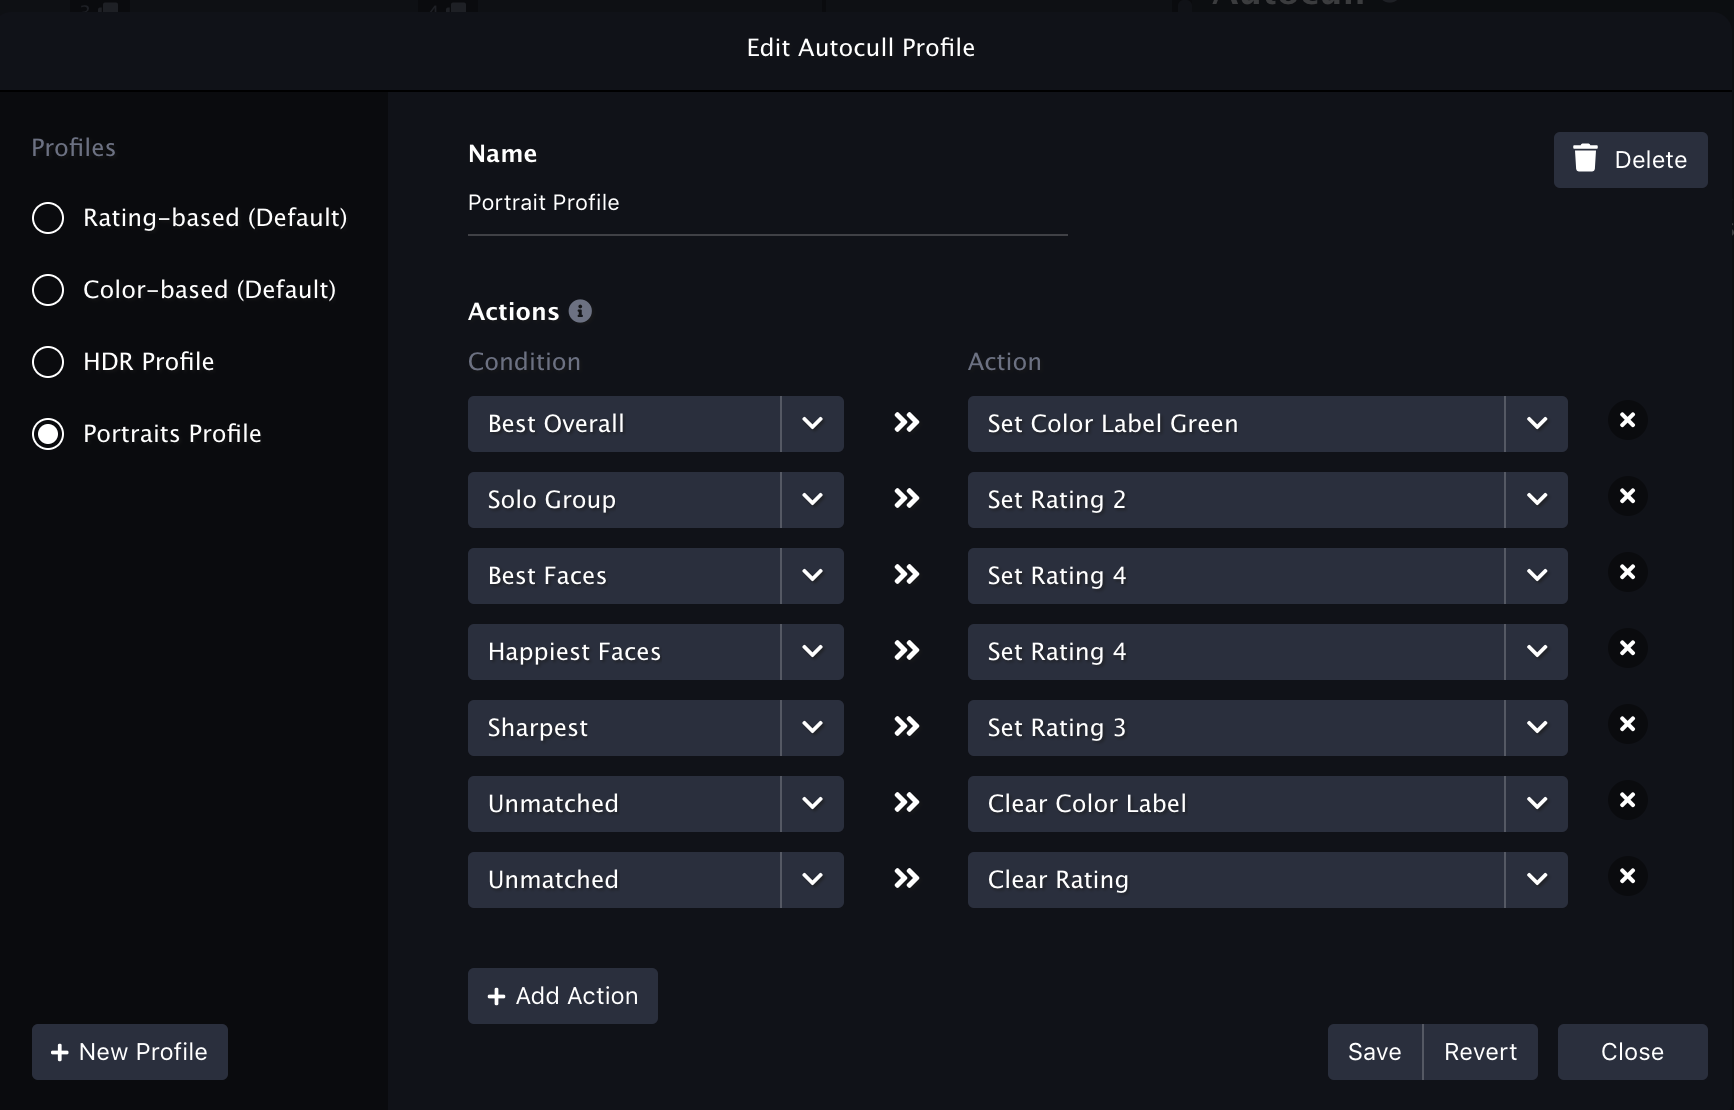 Edit Autocull Profile
Profiles
Rating-based (Default)
Color-based (Default)
HDR Profile
Portraits Profile
New Profile
Name
Delete
Portrait Profile
Actions
Condition Action
Best Overall Set Color Label Green
Solo Group Set Rating 2
Best Faces Set Rating 4
Happiest Faces Set Rating 4
Sharpest Set Rating 3
Unmatched Clear Color Label
Unmatched Clear Rating
Add Action
Save Revert Close